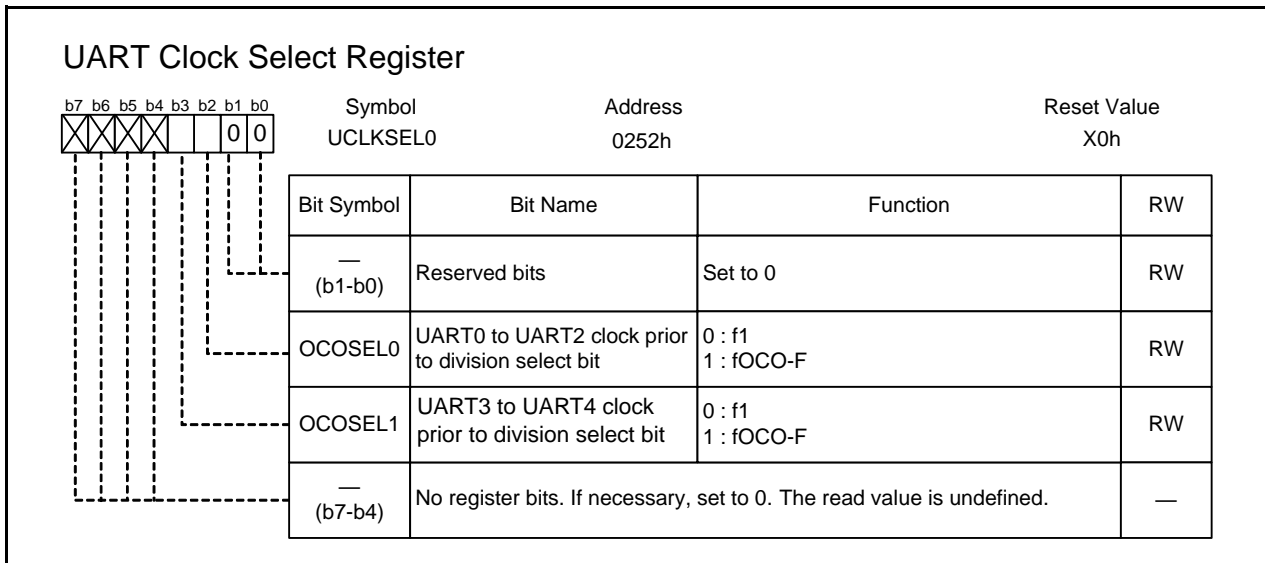 UART Clock Select Register
b7 b6 b5 b4 b3 b2 b1 b0
Symbol Address Reset Value
0 0
UCLKSEL0 0252h X0h
Bit Symbol Bit Name Function RW
—
(b1-b0)
Reserved bits Set to 0 RW
OCOSEL0
UART0 to UART2 clock prior
to division select bit
0 : f1
1 : fOCO-F
RW
OCOSEL1
UART3 to UART4 clock
prior to division select bit
0 : f1
1 : fOCO-F
RW
—
(b7-b4)
No register bits. If necessary, set to 0. The read value is undefined. —